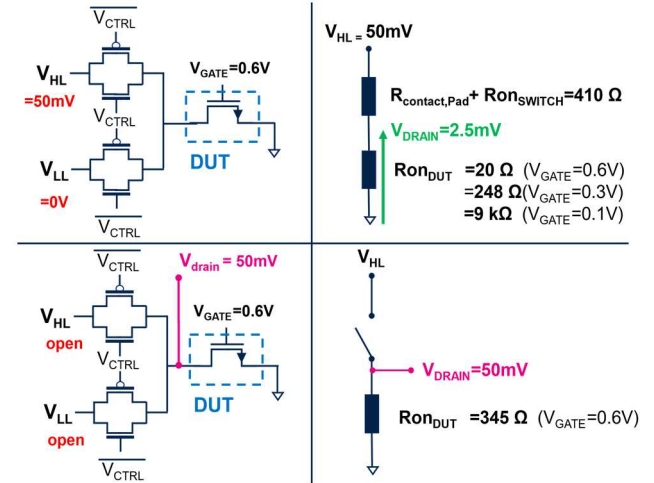 V_CTRL
V_HL
=50mV
V_CTRL
V_LL
=0V
V_CTRL
V_GATE=0.6V
DUT
V_HL = 50mV
R_contact,Pad+ Ron_SWITCH=410 Ω
V_DRAIN=2.5mV
Ron_DUT =20 Ω (V_GATE=0.6V)
=248 Ω(V_GATE=0.3V)
=9 kΩ (V_GATE=0.1V)
V_CTRL
V_HL
open
V_CTRL
V_LL
open
V_CTRL
V_drain = 50mV
V_GATE=0.6V
DUT
V_HL
V_DRAIN=50mV
Ron_DUT =345 Ω (V_GATE=0.6V)